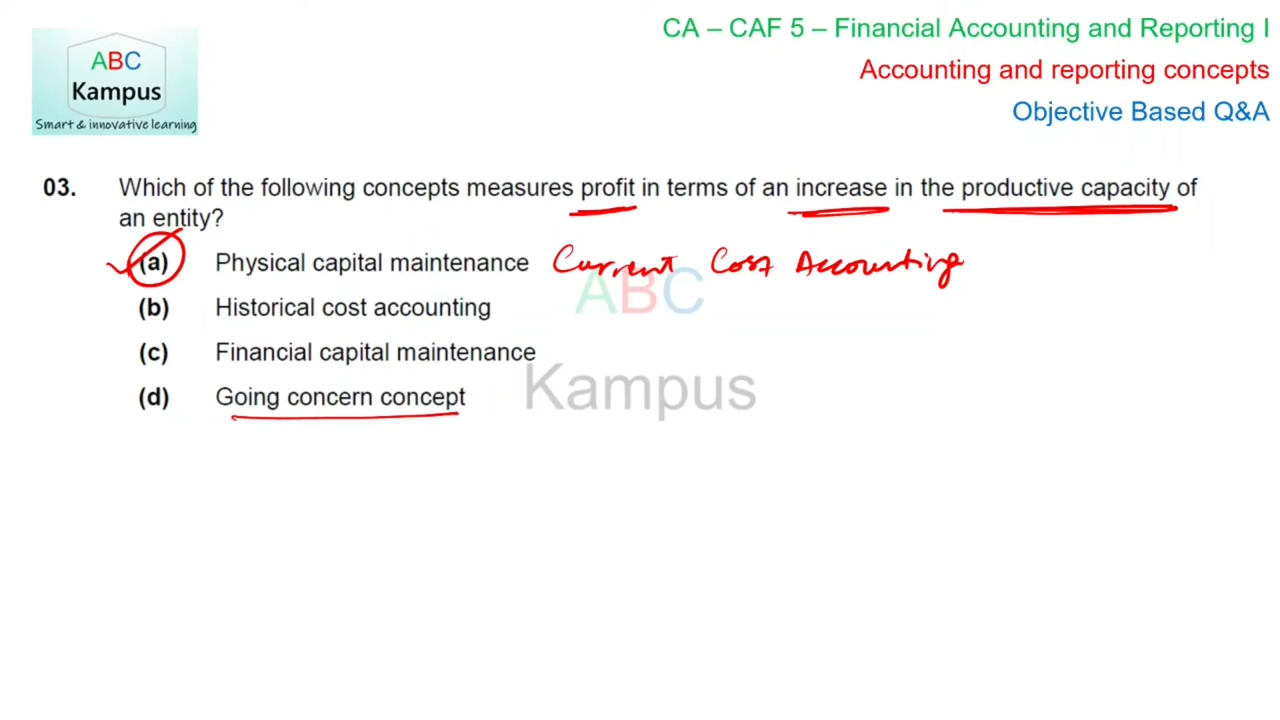 ABC
Kampus
Smart & innovative learning
CA – CAF 5 – Financial Accounting and Reporting I
Accounting and reporting concepts
Objective Based Q&A
03. Which of the following concepts measures profit in terms of an increase in the productive capacity of
an entity?
(a) Physical capital maintenance Current Cost Accounting
(b) Historical cost accounting
(c) Financial capital maintenance
(d) Going concern concept
ABC
Kampus